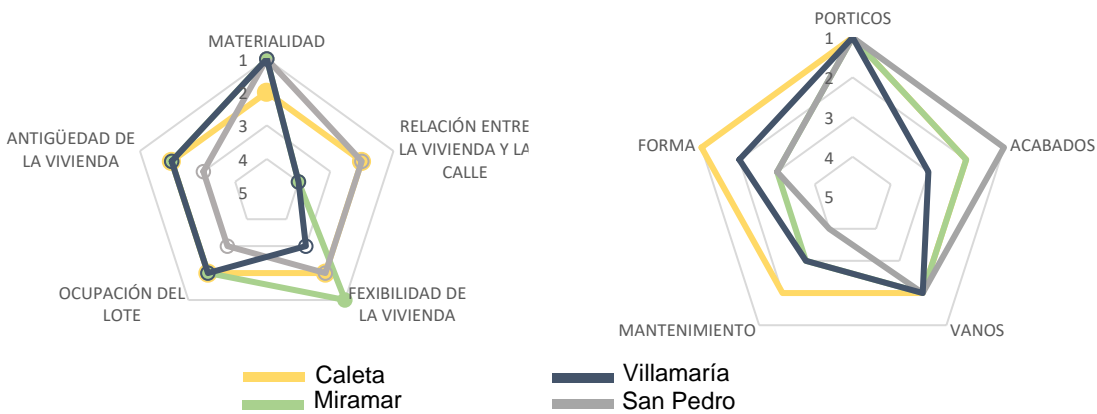 MATERIALIDAD
1
2
3
4
5
RELACIÓN ENTRE
LA VIVIENDA Y LA
CALLE
FEXIBILIDAD DE
LA VIVIENDA
OCUPACIÓN DEL
LOTE
ANTIGÜEDAD DE
LA VIVIENDA
PORTICOS
1
2
3
4
5
ACABADOS
VANOS
MANTENIMIENTO
FORMA
Caleta
Miramar
Villamaría
San Pedro